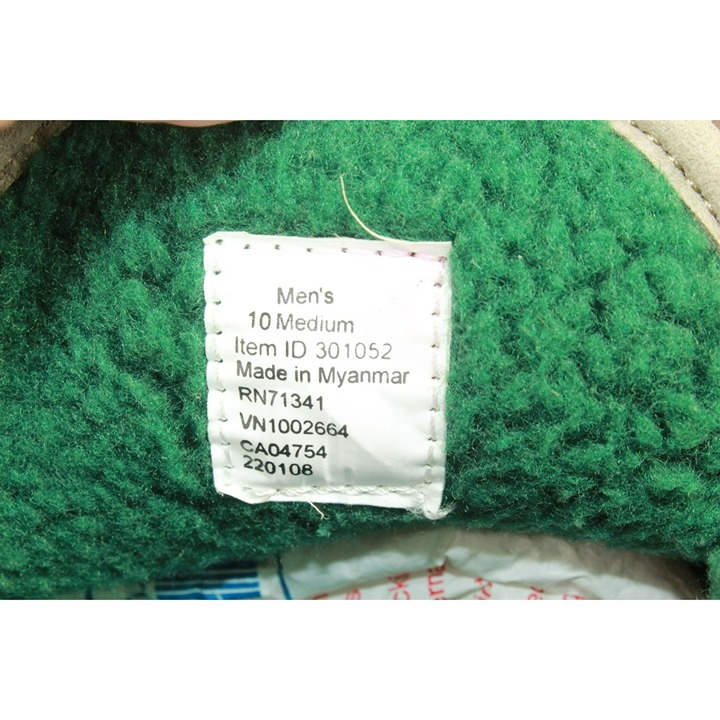 Men's
10 Medium
Item ID 301052
Made in Myanmar
RN71341
VN1002664
CA04754
220108